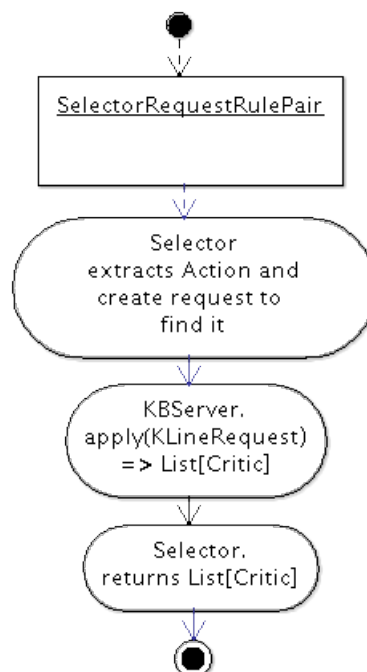 SelectorRequestRulePair
Selector
extracts Action and
create request to
find it
KBServer.
apply(KLineRequest)
=> List[Critic]
Selector.
returns List[Critic]